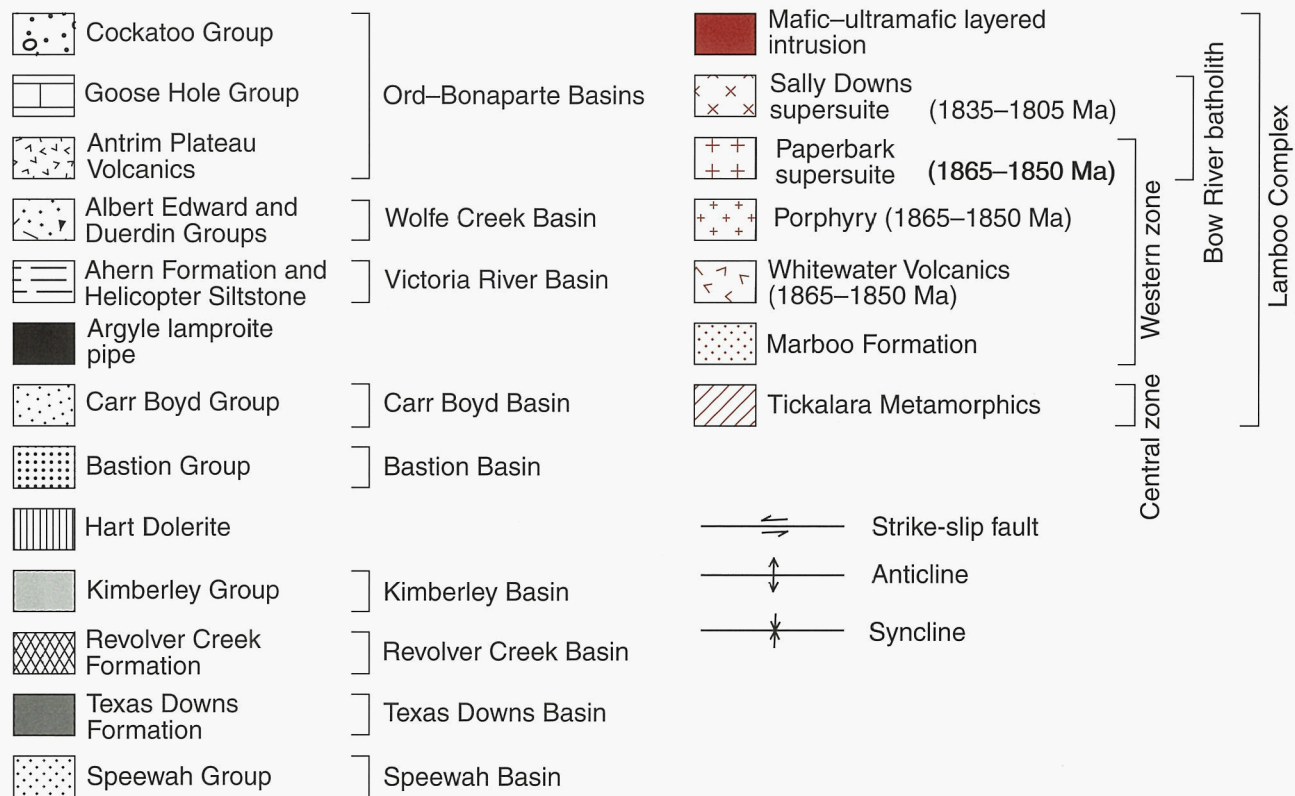 Cockatoo Group
Goose Hole Group
Antrim Plateau
Volcanics
Ord–Bonaparte Basins
Albert Edward and
Duerdin Groups
Wolfe Creek Basin
Ahern Formation and
Helicopter Siltstone
Victoria River Basin
Argyle lamproite
pipe
Carr Boyd Group
Carr Boyd Basin
Bastion Group
Bastion Basin
Hart Dolerite
Kimberley Group
Kimberley Basin
Revolver Creek
Formation
Revolver Creek Basin
Texas Downs
Formation
Texas Downs Basin
Speewah Group
Speewah Basin
Mafic–ultramafic layered
intrusion
Sally Downs
supersuite (1835–1805 Ma)
Paperbark
supersuite (1865–1850 Ma)
Porphyry (1865–1850 Ma)
Whitewater Volcanics
(1865–1850 Ma)
Marboo Formation
Tickalara Metamorphics
Western zone
Central zone
Bow River batholith
Lamboo Complex
Strike-slip fault
Anticline
Syncline